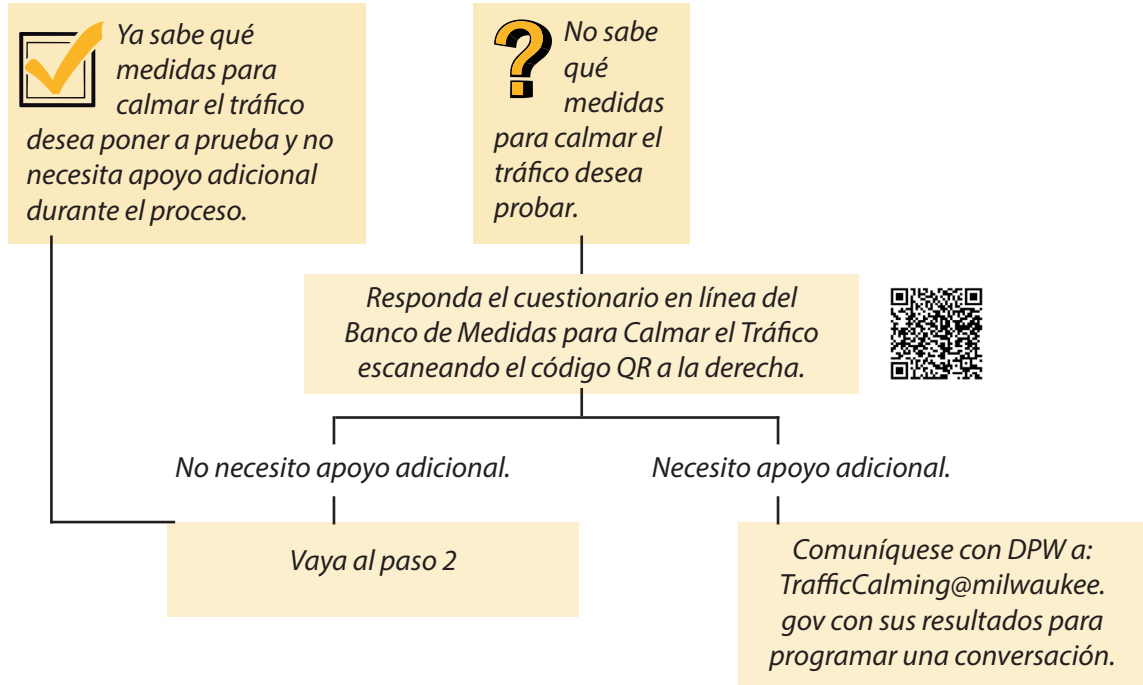 Ya sabe qué
medidas para
calmar el tráfico
desea poner a prueba y no
necesita apoyo adicional
durante el proceso.
No sabe
qué
medidas
para calmar el
tráfico desea
probar.
Responda el cuestionario en línea del
Banco de Medidas para Calmar el Tráfico
escaneando el código QR a la derecha.
No necesito apoyo adicional.
Necesito apoyo adicional.
Vaya al paso 2
Comuníquese con DPW a:
TrafficCalming@milwaukee.
gov con sus resultados para
programar una conversación.